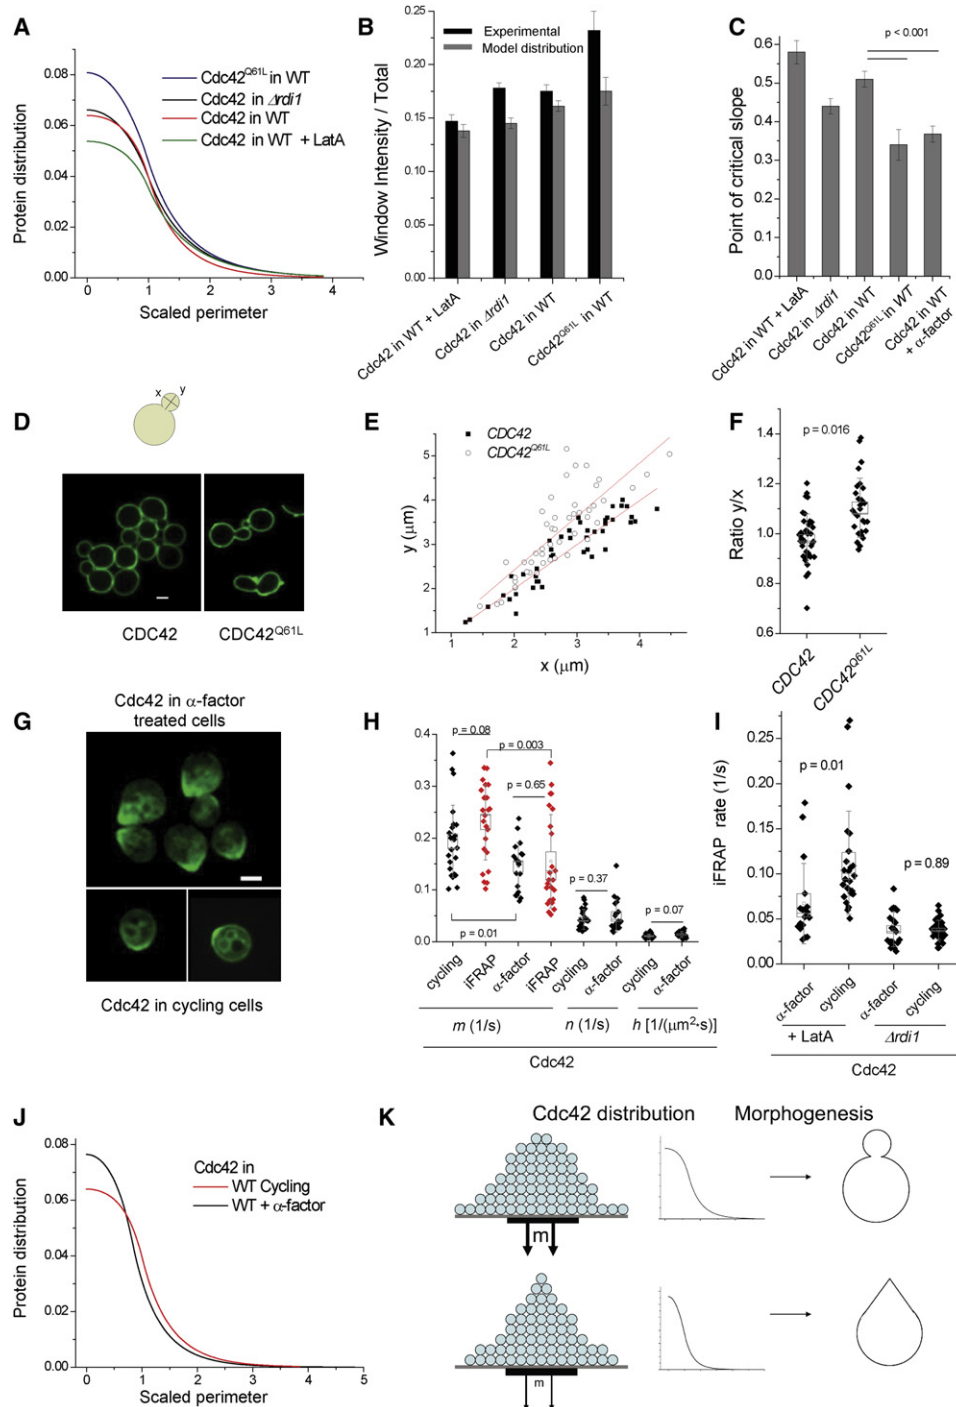 A
Protein distribution
0.08
0.06
0.04
0.02
0.00
Cdc42Q61L in WT
Cdc42 in Δrdi1
Cdc42 in WT
Cdc42 in WT + LatA
0 1 2 3 4
Scaled perimeter
B
Window Intensity / Total
0.25
0.20
0.15
0.10
0.05
0.00
Experimental
Model distribution
Cdc42 in WT + LatA
Cdc42 in Δrdi1
Cdc42 in WT
Cdc42Q61L in WT
C
Point of critical slope
0.6
0.5
0.4
0.3
0.2
0.1
0.0
p < 0.001
Cdc42 in WT + LatA
Cdc42 in Δrdi1
Cdc42 in WT
Cdc42Q61L in WT
Cdc42 in WT
+ α-factor
D
x y
CDC42 CDC42Q61L
E
y (μm)
5
4
3
2
1
CDC42
CDC42Q61L
1 2 3 4 5
x (μm)
F
Ratio y/x
1.4
1.2
1.0
0.8
0.6
p = 0.016
CDC42
CDC42Q61L
G
Cdc42 in α-factor
treated cells
Cdc42 in cycling cells
H
0.4
0.3
0.2
0.1
0.0
p = 0.08
p = 0.003
p = 0.65
p = 0.37
p = 0.01
p = 0.07
cycling
iFRAP
α-factor
iFRAP
cycling
α-factor
cycling
α-factor
m (1/s) n (1/s) h [1/(μm2·s)]
Cdc42
I
iFRAP rate (1/s)
0.25
0.20
0.15
0.10
0.05
0.00
p = 0.01
p = 0.89
α-factor
cycling
α-factor
cycling
+ LatA Δrdi1
Cdc42
J
Protein distribution
0.08
0.06
0.04
0.02
0.00
Cdc42 in
WT Cycling
WT + α-factor
0 1 2 3 4 5
Scaled perimeter
K
Cdc42 distribution Morphogenesis
m
m